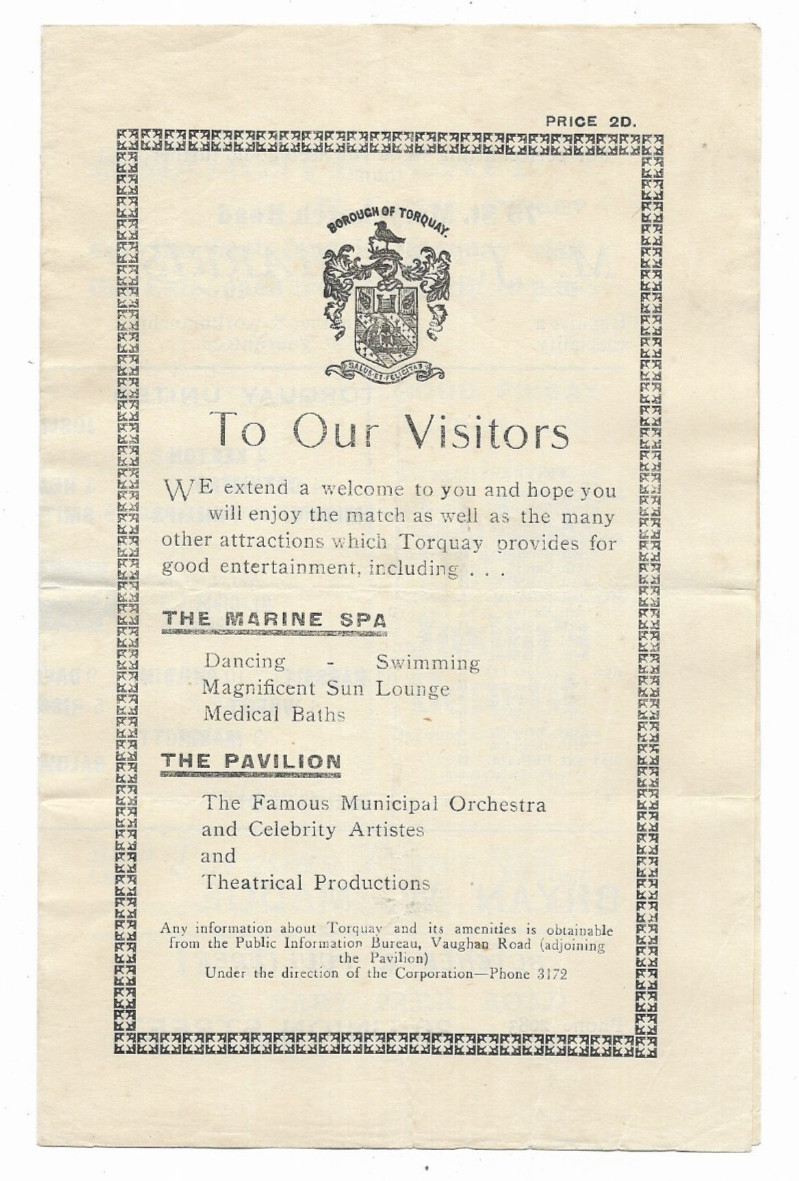 PRICE 2D.
BOROUGH OF TORQUAY.
SALUS·ET·FELICITAS
To Our Visitors
WE extend a welcome to you and hope you
will enjoy the match as well as the many
other attractions which Torquay provides for
good entertainment, including . . .
THE MARINE SPA
Dancing - Swimming
Magnificent Sun Lounge
Medical Baths
THE PAVILION
The Famous Municipal Orchestra
and Celebrity Artistes
and
Theatrical Productions
Any information about Torquay and its amenities is obtainable
from the Public Information Bureau, Vaughan Road (adjoining
the Pavilion)
Under the direction of the Corporation—Phone 3172